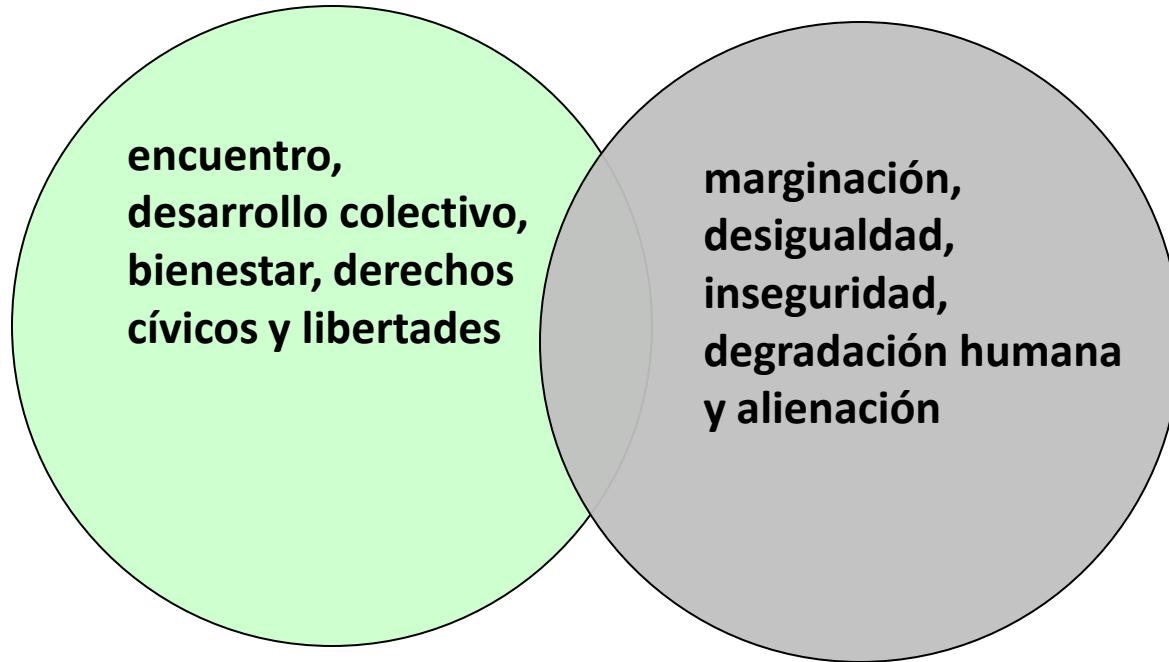 encuentro,
desarrollo colectivo,
bienestar, derechos
cívicos y libertades
marginación,
desigualdad,
inseguridad,
degradación humana
y alienación